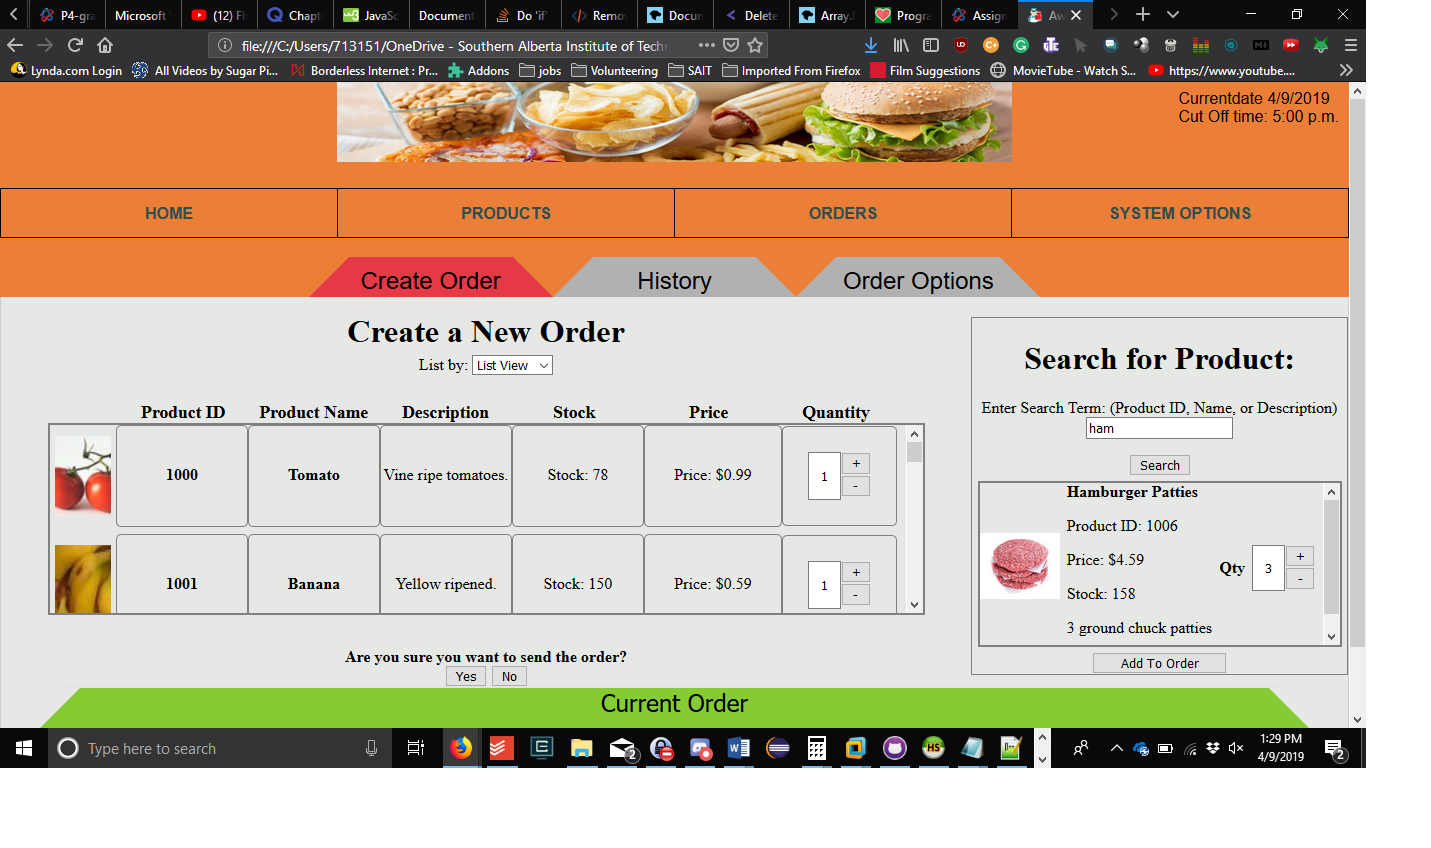 P4-gra
Microsoft
(12) Fl
Chapt
JavaSc
Document
Do 'if'
Remo
Docun
Delete
Array.
Progra
Assign
Aw
file:///C:/Users/713151/OneDrive - Southern Alberta Institute of Techn
Lynda.com Login
All Videos by Sugar Pi...
Borderless Internet : Pr...
Addons
jobs
Volunteering
SAIT
Imported From Firefox
Film Suggestions
MovieTube - Watch S...
https://www.youtube....
Currentdate 4/9/2019
Cut Off time: 5:00 p.m.
HOME
PRODUCTS
ORDERS
SYSTEM OPTIONS
Create Order
History
Order Options
Create a New Order
List by: List View
Product ID
Product Name
Description
Stock
Price
Quantity
1000
Tomato
Vine ripe tomatoes.
Stock: 78
Price: $0.99
1
+
-
1001
Banana
Yellow ripened.
Stock: 150
Price: $0.59
1
+
-
Are you sure you want to send the order?
Yes
No
Search for Product:
Enter Search Term: (Product ID, Name, or Description)
ham
Search
Hamburger Patties
Product ID: 1006
Price: $4.59
Stock: 158
3 ground chuck patties
Qty
3
+
-
Add To Order
Current Order
Type here to search
2
HS
1:29 PM
4/9/2019
2